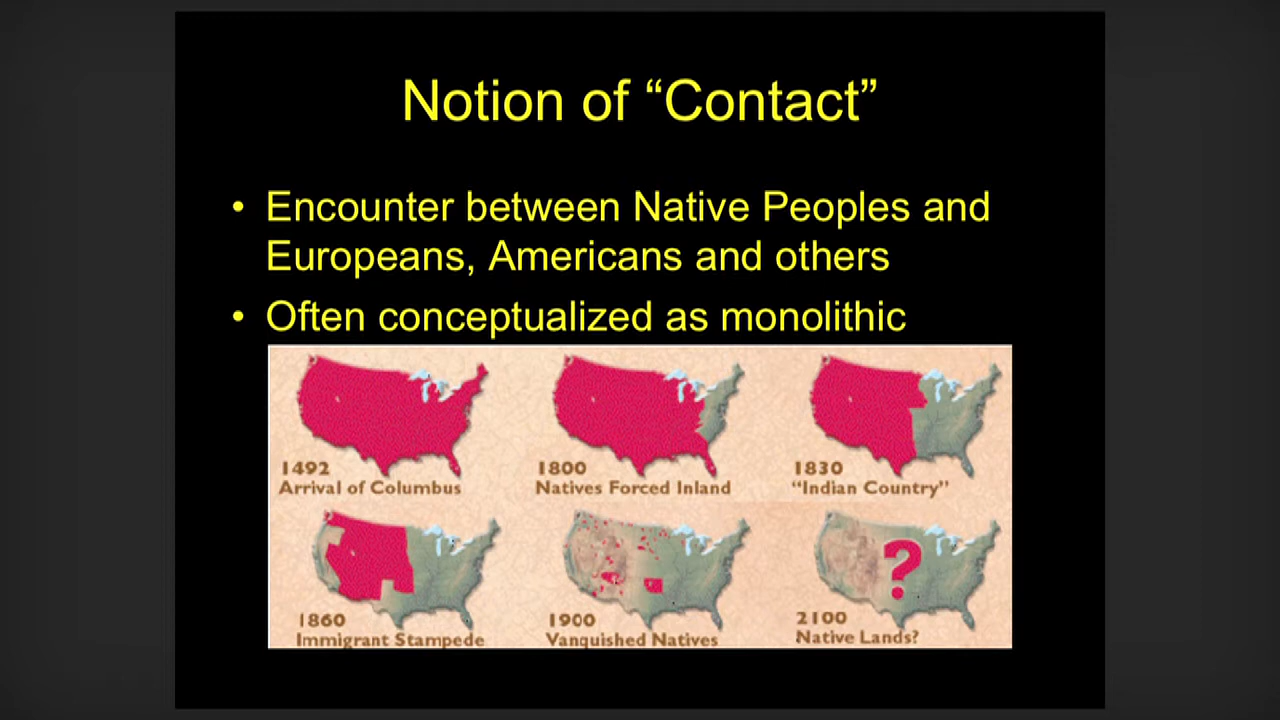 Notion of “Contact”
• Encounter between Native Peoples and
Europeans, Americans and others
• Often conceptualized as monolithic
1492
Arrival of Columbus
1800
Natives Forced Inland
1830
“Indian Country”
1860
Immigrant Stampede
1900
Vanquished Natives
?
2100
Native Lands?